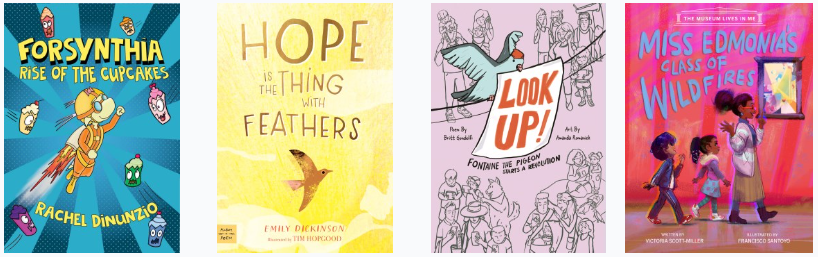 FORSYNTHIA
RISE OF THE CUPCAKES
RACHEL DINUNZIO
HOPE
IS
THE THING
WITH
FEATHERS
EMILY DICKINSON
Illustrated by TIM HOPGOOD
LOOK
UP!
Poem By
Britt Gondolfi
Art By
Amanda Romanick
FONTAINE THE PIGEON
STARTS A REVOLUTION
THE MUSEUM LIVES IN ME
MISS EDMONIA'S
CLASS OF
WILDFIRES
WRITTEN BY
VICTORIA SCOTT-MILLER
ILLUSTRATED BY
FRANCISCO SANTOYO